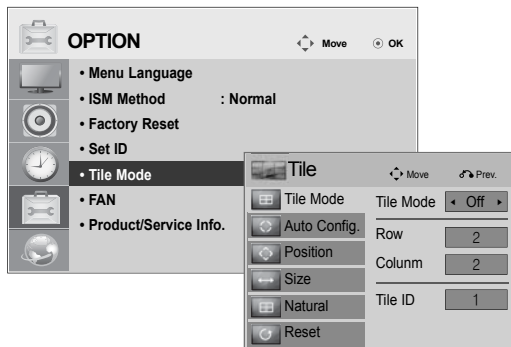 OPTION Move OK
• Menu Language
• ISM Method : Normal
• Factory Reset
• Set ID
• Tile Mode
• FAN
• Product/Service Info.
Tile Move Prev.
Tile Mode Tile Mode Off
Auto Config. Row 2
Position Colunm 2
Size
Natural Tile ID 1
Reset